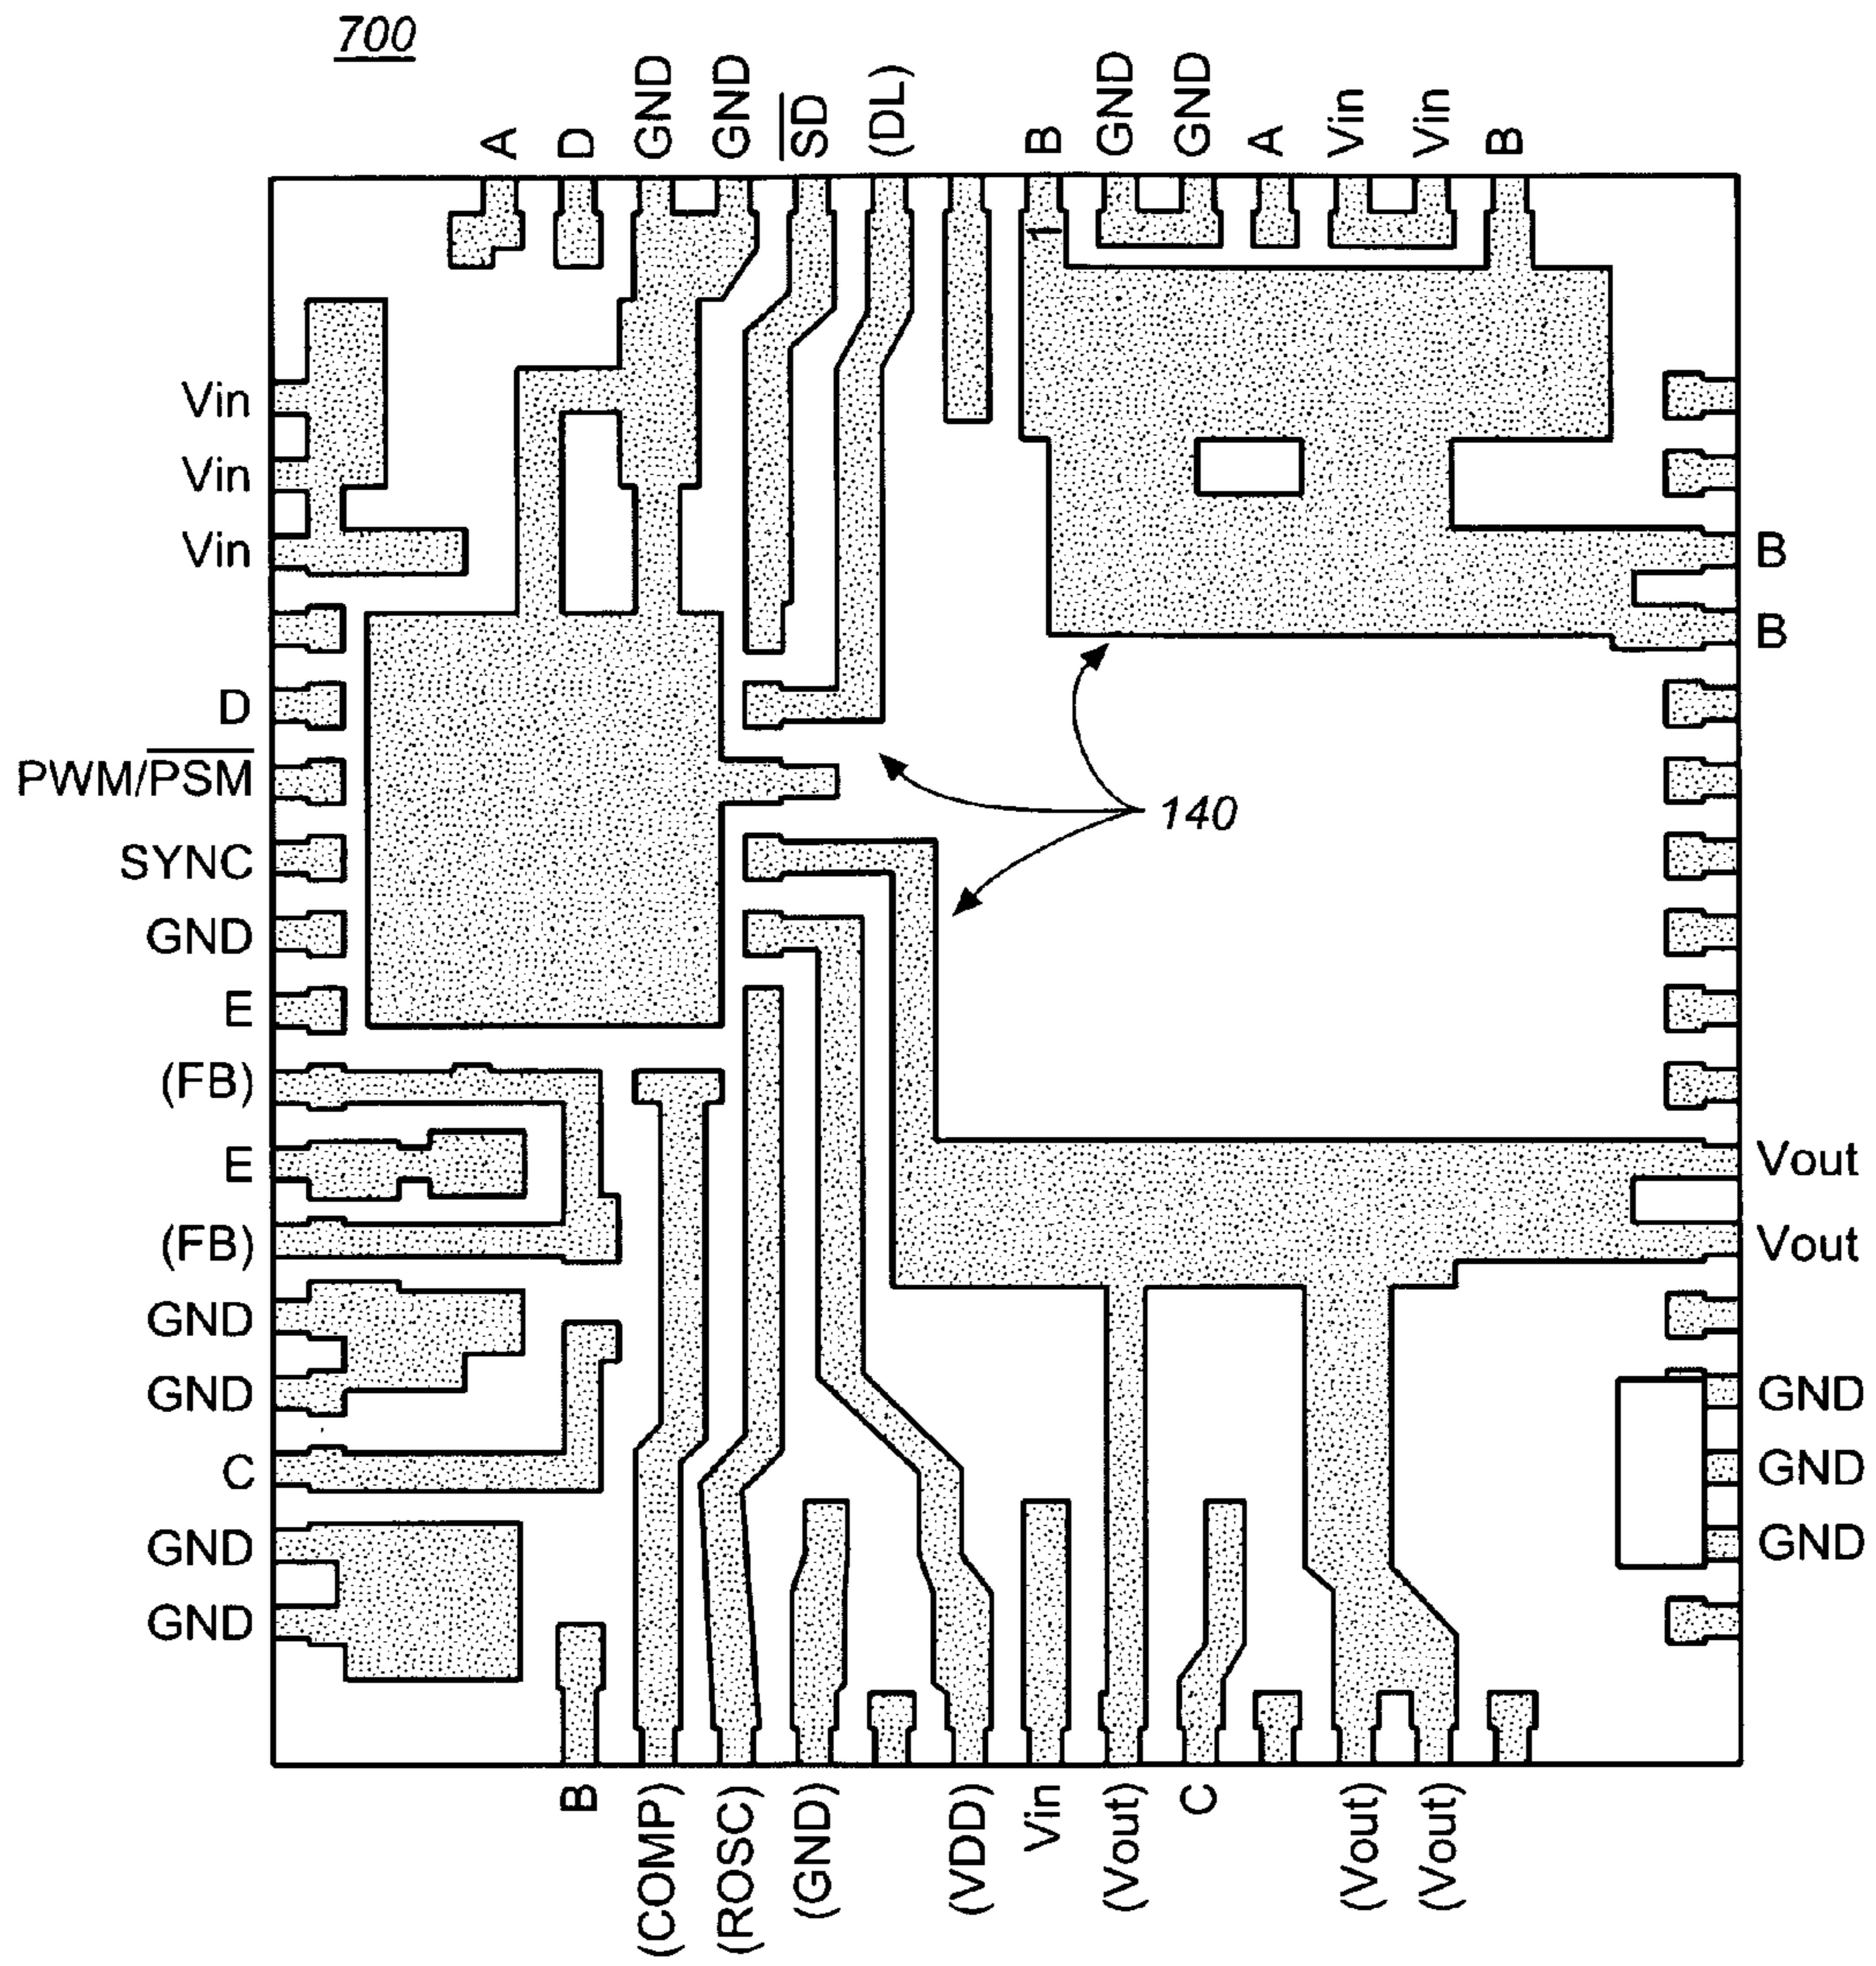 700
A
D
GND
GND
SD
(DL)
B
GND
GND
A
Vin
Vin
B
1
Vin
Vin
Vin
D
PWM/PSM
SYNC
GND
E
(FB)
E
(FB)
GND
GND
C
GND
GND
140
B
B
Vout
Vout
GND
GND
GND
B
(COMP)
(ROSC)
(GND)
(VDD)
Vin
(Vout)
C
(Vout)
(Vout)